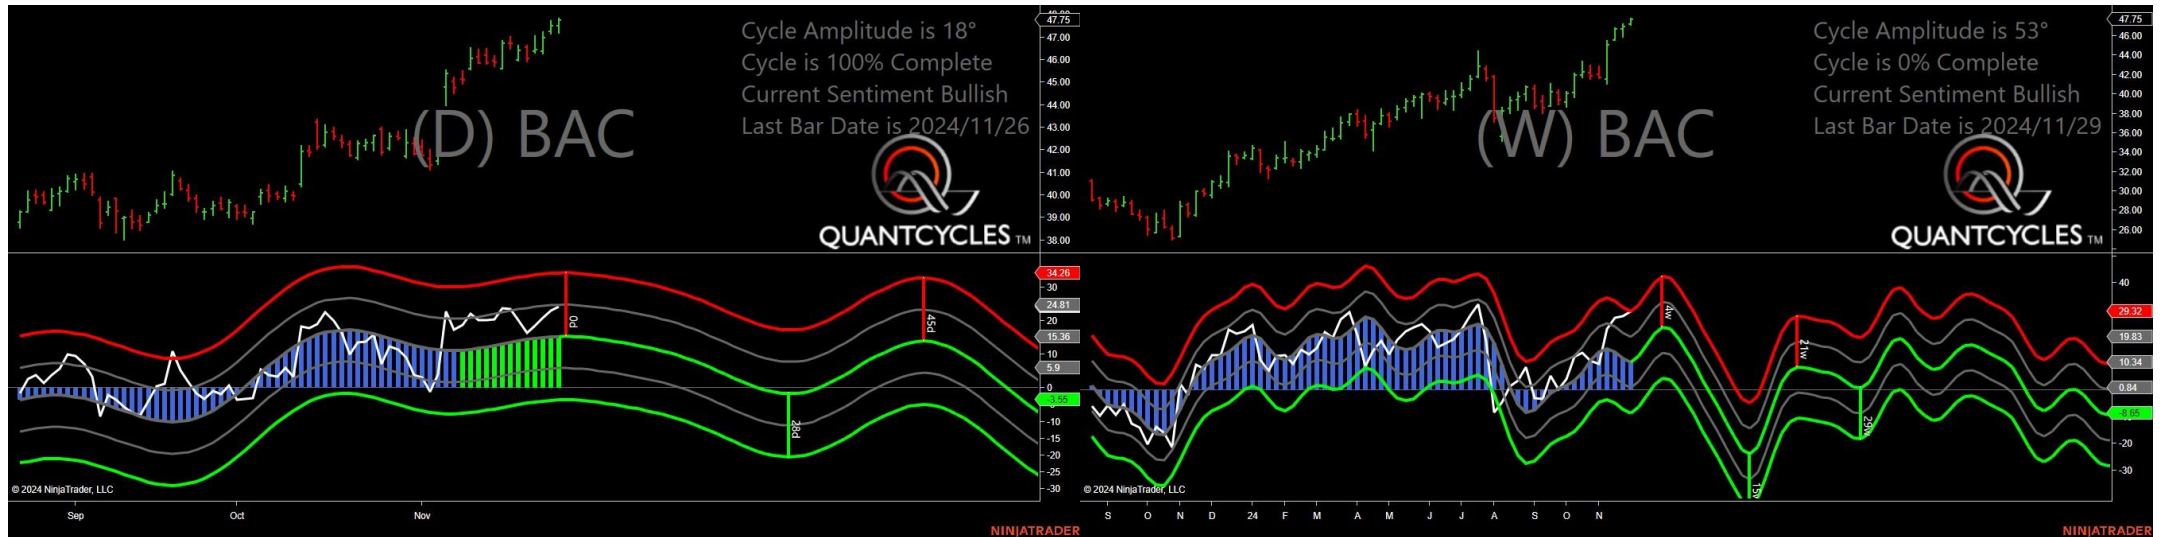 Cycle Amplitude is 18°
Cycle is 100% Complete
Current Sentiment Bullish
Last Bar Date is 2024/11/26
(D) BAC
QUANTCYCLES TM
47.75
47.00
46.00
45.00
44.00
43.00
42.00
41.00
40.00
39.00
38.00
34.26
30
24.81
20
15.36
10
5.9
0
-3.55
-10
-15
-20
-25
-30
0d
28d
45d
© 2024 NinjaTrader, LLC
Sep Oct Nov
NINJATRADER
Cycle Amplitude is 53°
Cycle is 0% Complete
Current Sentiment Bullish
Last Bar Date is 2024/11/29
(W) BAC
QUANTCYCLES TM
47.75
46.00
44.00
42.00
40.00
38.00
36.00
34.00
32.00
30.00
28.00
26.00
40
29.32
19.83
10.34
0.84
-8.65
-20
-30
4w
15w
21w
29w
© 2024 NinjaTrader, LLC
S O N D 24 F M A M J J A S O N
NINJATRADER